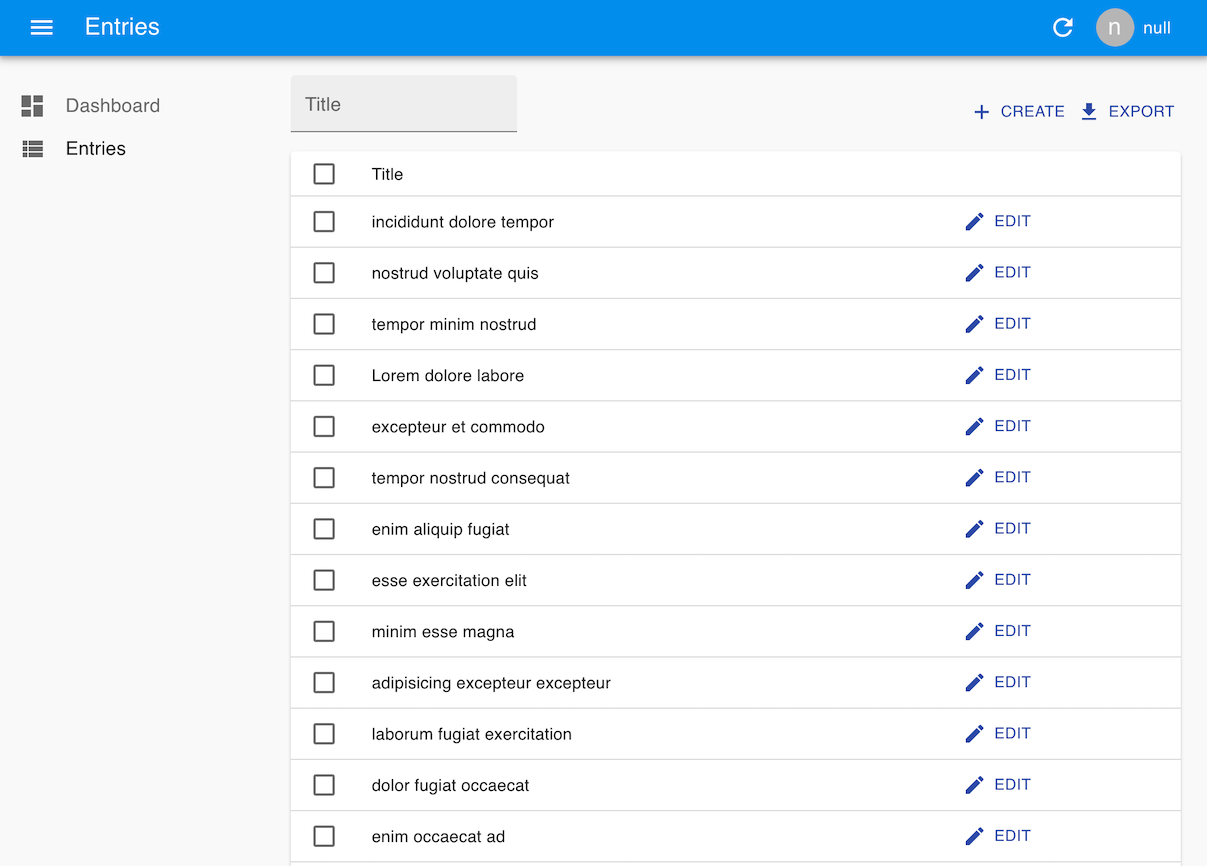 Entries
n null
Dashboard
Entries
Title
CREATE EXPORT
Title
incididunt dolore tempor EDIT
nostrud voluptate quis EDIT
tempor minim nostrud EDIT
Lorem dolore labore EDIT
excepteur et commodo EDIT
tempor nostrud consequat EDIT
enim aliquip fugiat EDIT
esse exercitation elit EDIT
minim esse magna EDIT
adipisicing excepteur excepteur EDIT
laborum fugiat exercitation EDIT
dolor fugiat occaecat EDIT
enim occaecat ad EDIT